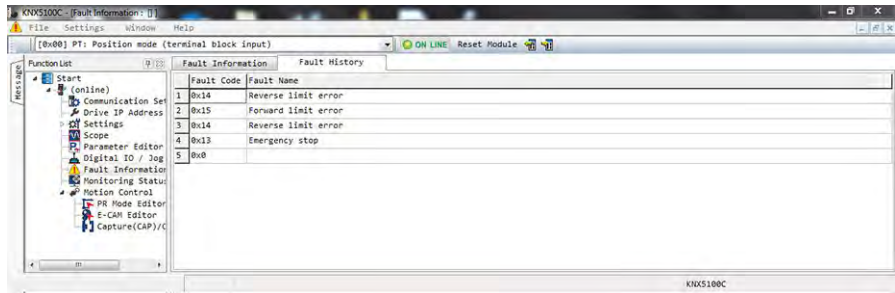 KNX5100C - [Fault Information : []]
File Settings Window Help
[0x00] PT: Position mode (terminal block input) ON LINE Reset Module
Function List
Fault Information Fault History
Message
Start
(online)
Communication Set
Drive IP Address
Settings
Scope
Parameter Editor
Digital IO / Jog
Fault Information
Monitoring Statu
Motion Control
PR Mode Editor
E-CAM Editor
Capture(CAP)/C
Fault Code Fault Name
1 0x14 Reverse limit error
2 0x15 Forward limit error
3 0x14 Reverse limit error
4 0x13 Emergency stop
5 0x0
KNX5100C